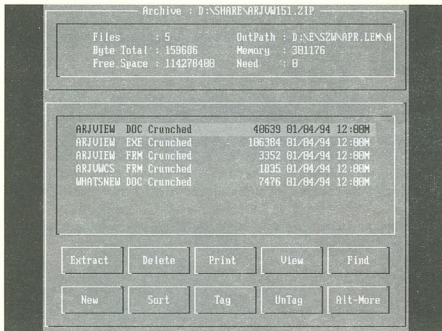 Archive : D:\SHARE\ARJVW151.ZIP
Files : 5 OutPath : D:\E\SZW\APR.LEM\A
Byte Total : 159686 Memory : 301176
Free Space : 114278400 Need : 0
ARJVIEW DOC Crunched 40639 01/04/94 12:00M
ARJVIEW EXE Crunched 106384 01/04/94 12:00M
ARJVIEW FRM Crunched 3352 01/04/94 12:00M
ARJVWCS FRM Crunched 1835 01/04/94 12:00M
WHATSNEW DOC Crunched 7476 01/04/94 12:00M
Extract Delete Print View Find
New Sort Tag UnTag Alt-More